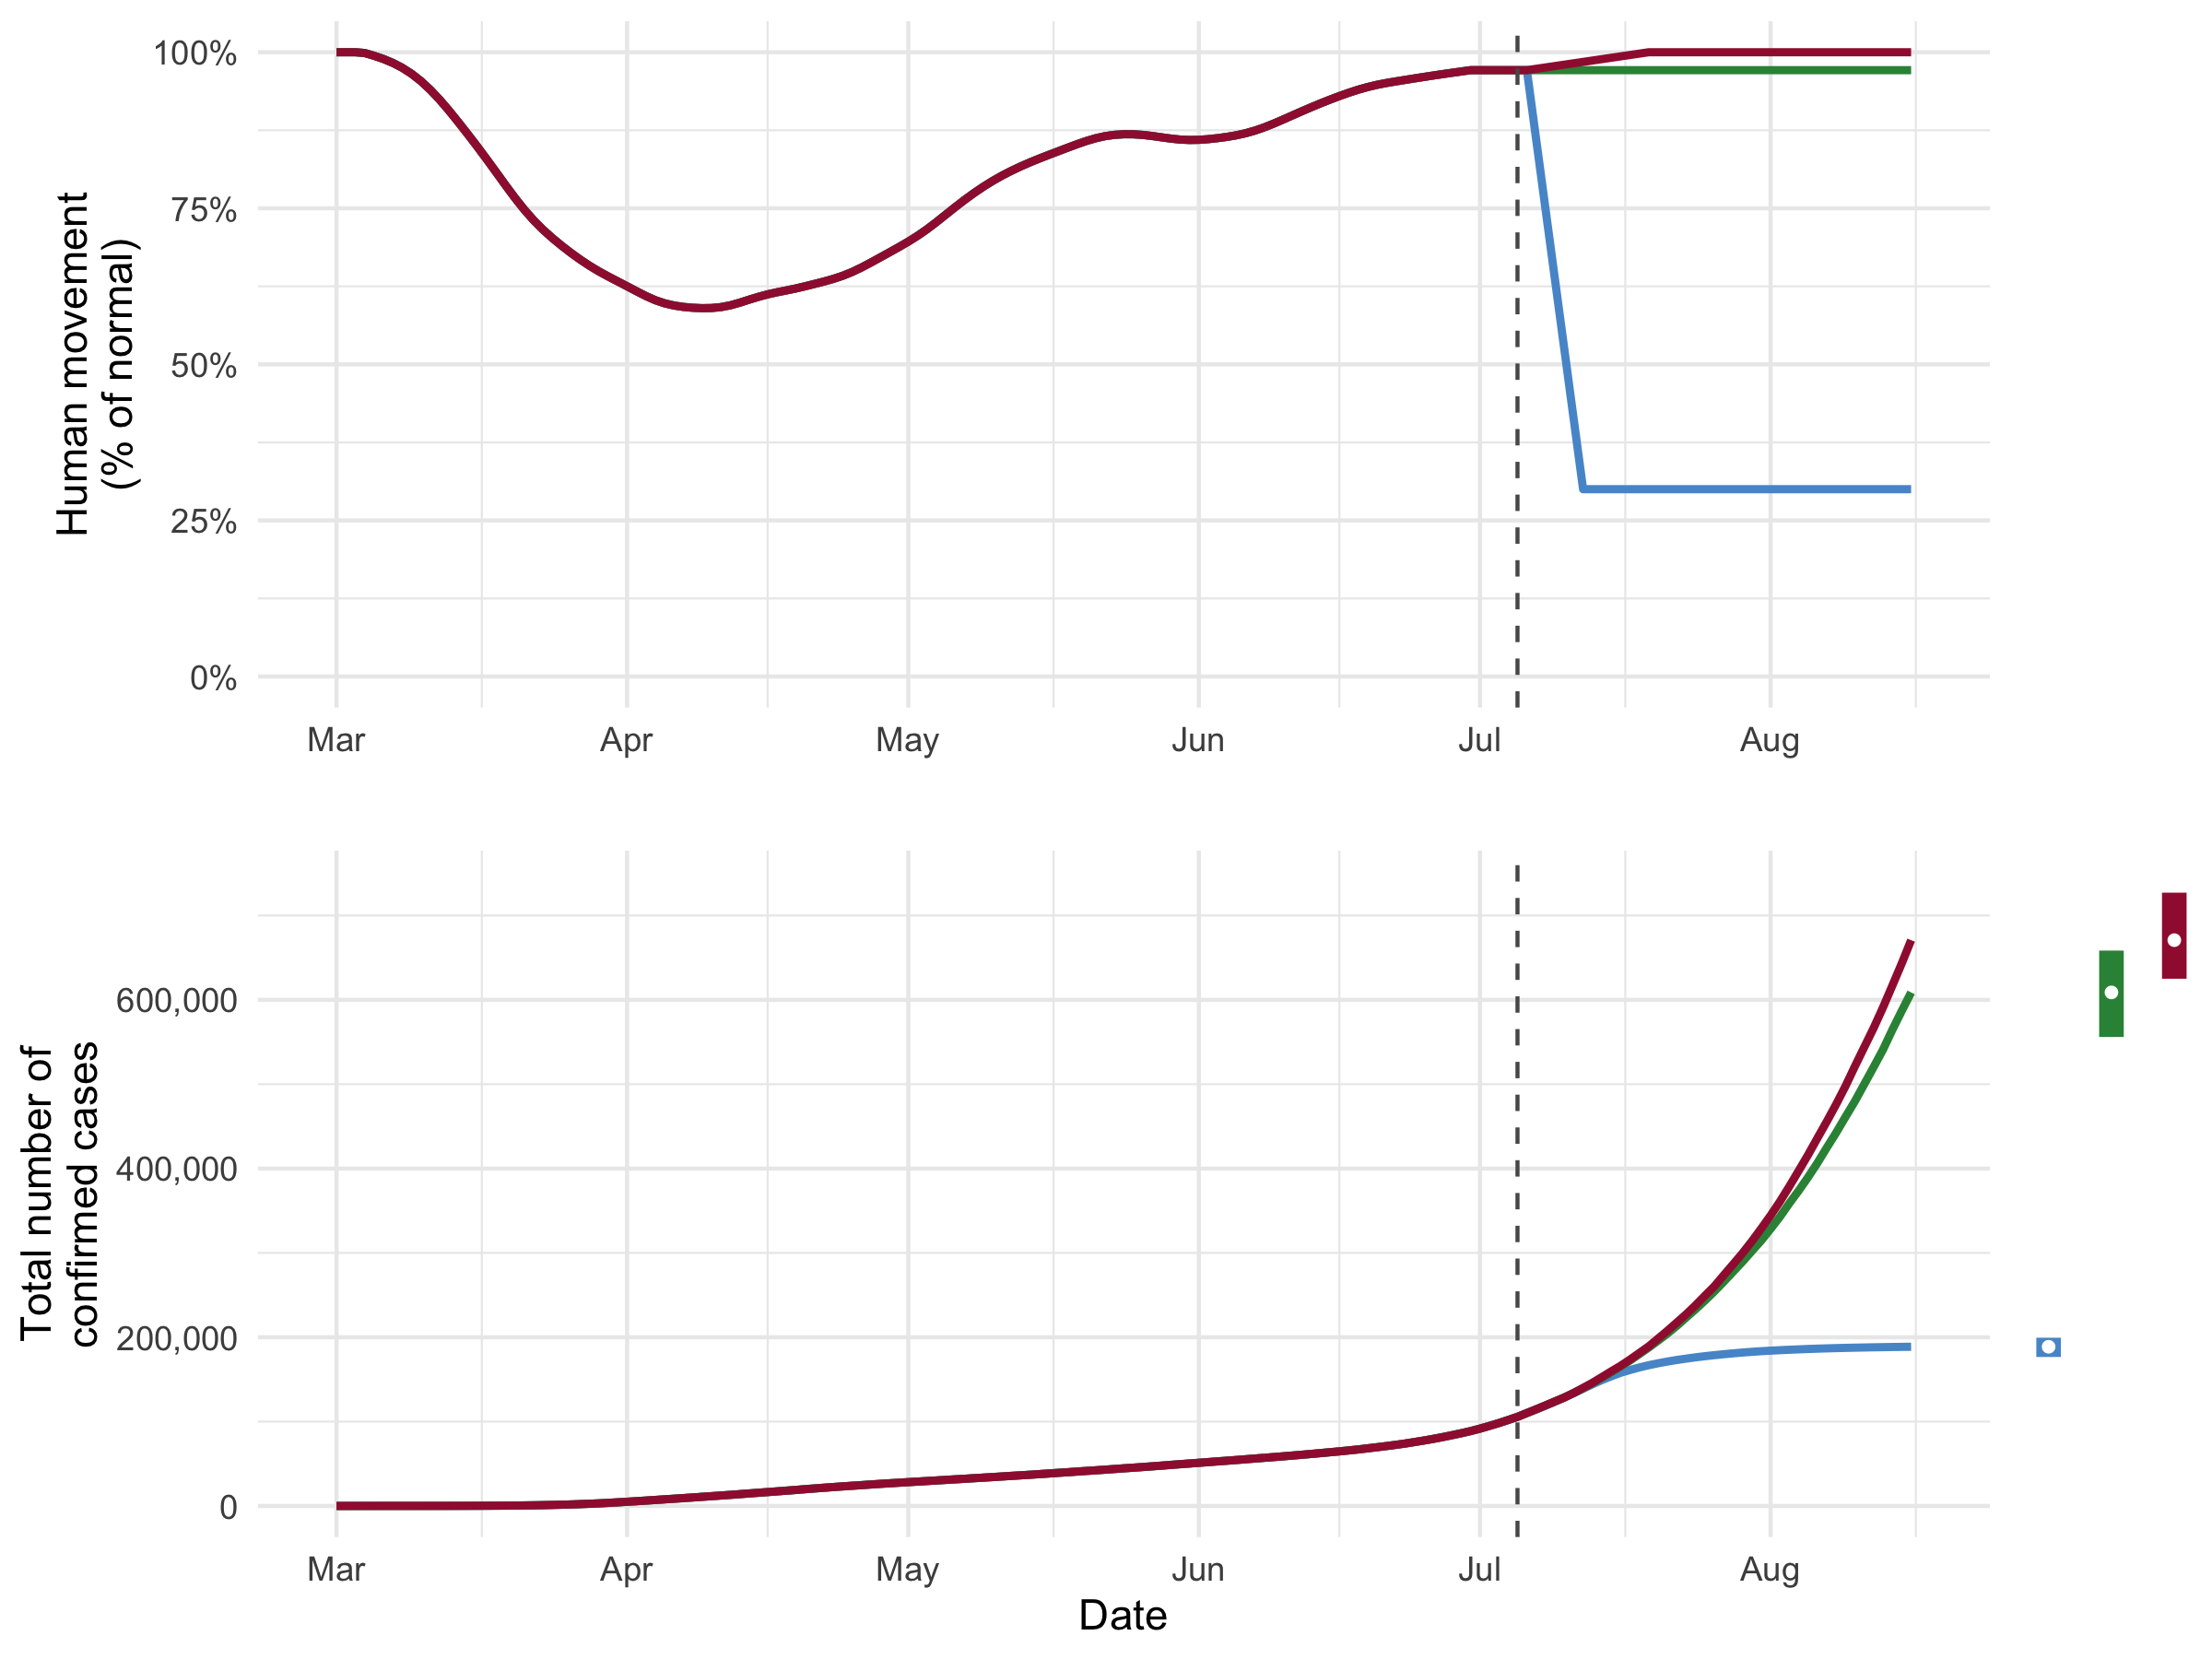 Human movement
(% of normal)
100%
75%
50%
25%
0%
Mar Apr May Jun Jul Aug
Total number of
confirmed cases
600,000
400,000
200,000
0
Mar Apr May Jun Jul Aug
Date